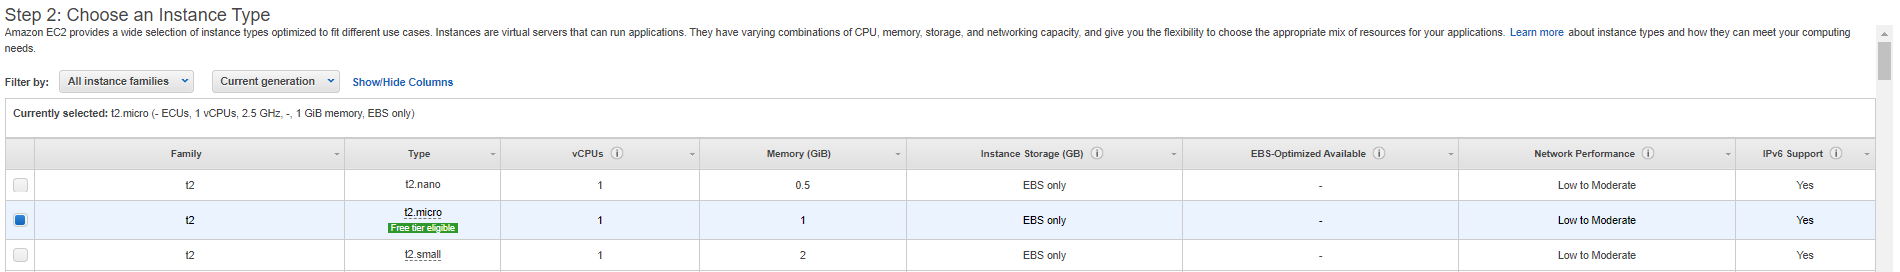 Step 2: Choose an Instance Type
Amazon EC2 provides a wide selection of instance types optimized to fit different use cases. Instances are virtual servers that can run applications. They have varying combinations of CPU, memory, storage, and networking capacity, and give you the flexibility to choose the appropriate mix of resources for your applications. Learn more about instance types and how they can meet your computing
needs.
Filter by: All instance families Current generation Show/Hide Columns
Currently selected: t2.micro (- ECUs, 1 vCPUs, 2.5 GHz, -, 1 GiB memory, EBS only)
Family Type vCPUs Memory (GiB) Instance Storage (GB) EBS-Optimized Available Network Performance IPv6 Support
t2 t2.nano 1 0.5 EBS only - Low to Moderate Yes
t2 t2.micro 1 1 EBS only - Low to Moderate Yes
Free tier eligible
t2 t2.small 1 2 EBS only - Low to Moderate Yes